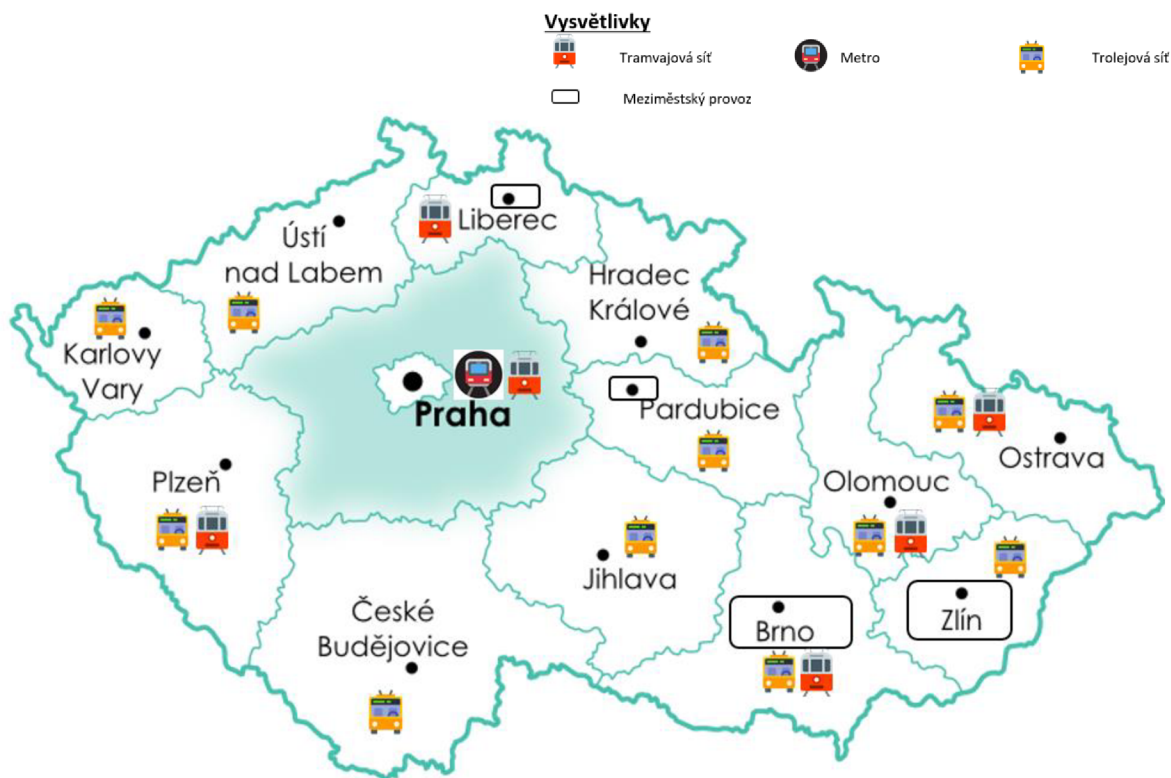 Vysvětlivky
Tramvajová síť
Metro
Trolejová síť
Meziměstský provoz
Liberec
Ústí
nad Labem
Hradec
Králové
Karlovy
Vary
Praha
Pardubice
Ostrava
Plzeň
Olomouc
Jihlava
Zlín
České
Budějovice
Brno